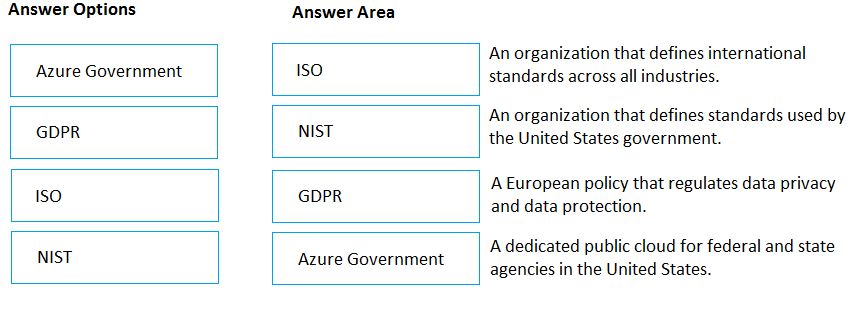 Answer Options
Answer Area
Azure Government
ISO
An organization that defines international
standards across all industries.
GDPR
NIST
An organization that defines standards used by
the United States government.
ISO
GDPR
A European policy that regulates data privacy
and data protection.
NIST
Azure Government
A dedicated public cloud for federal and state
agencies in the United States.